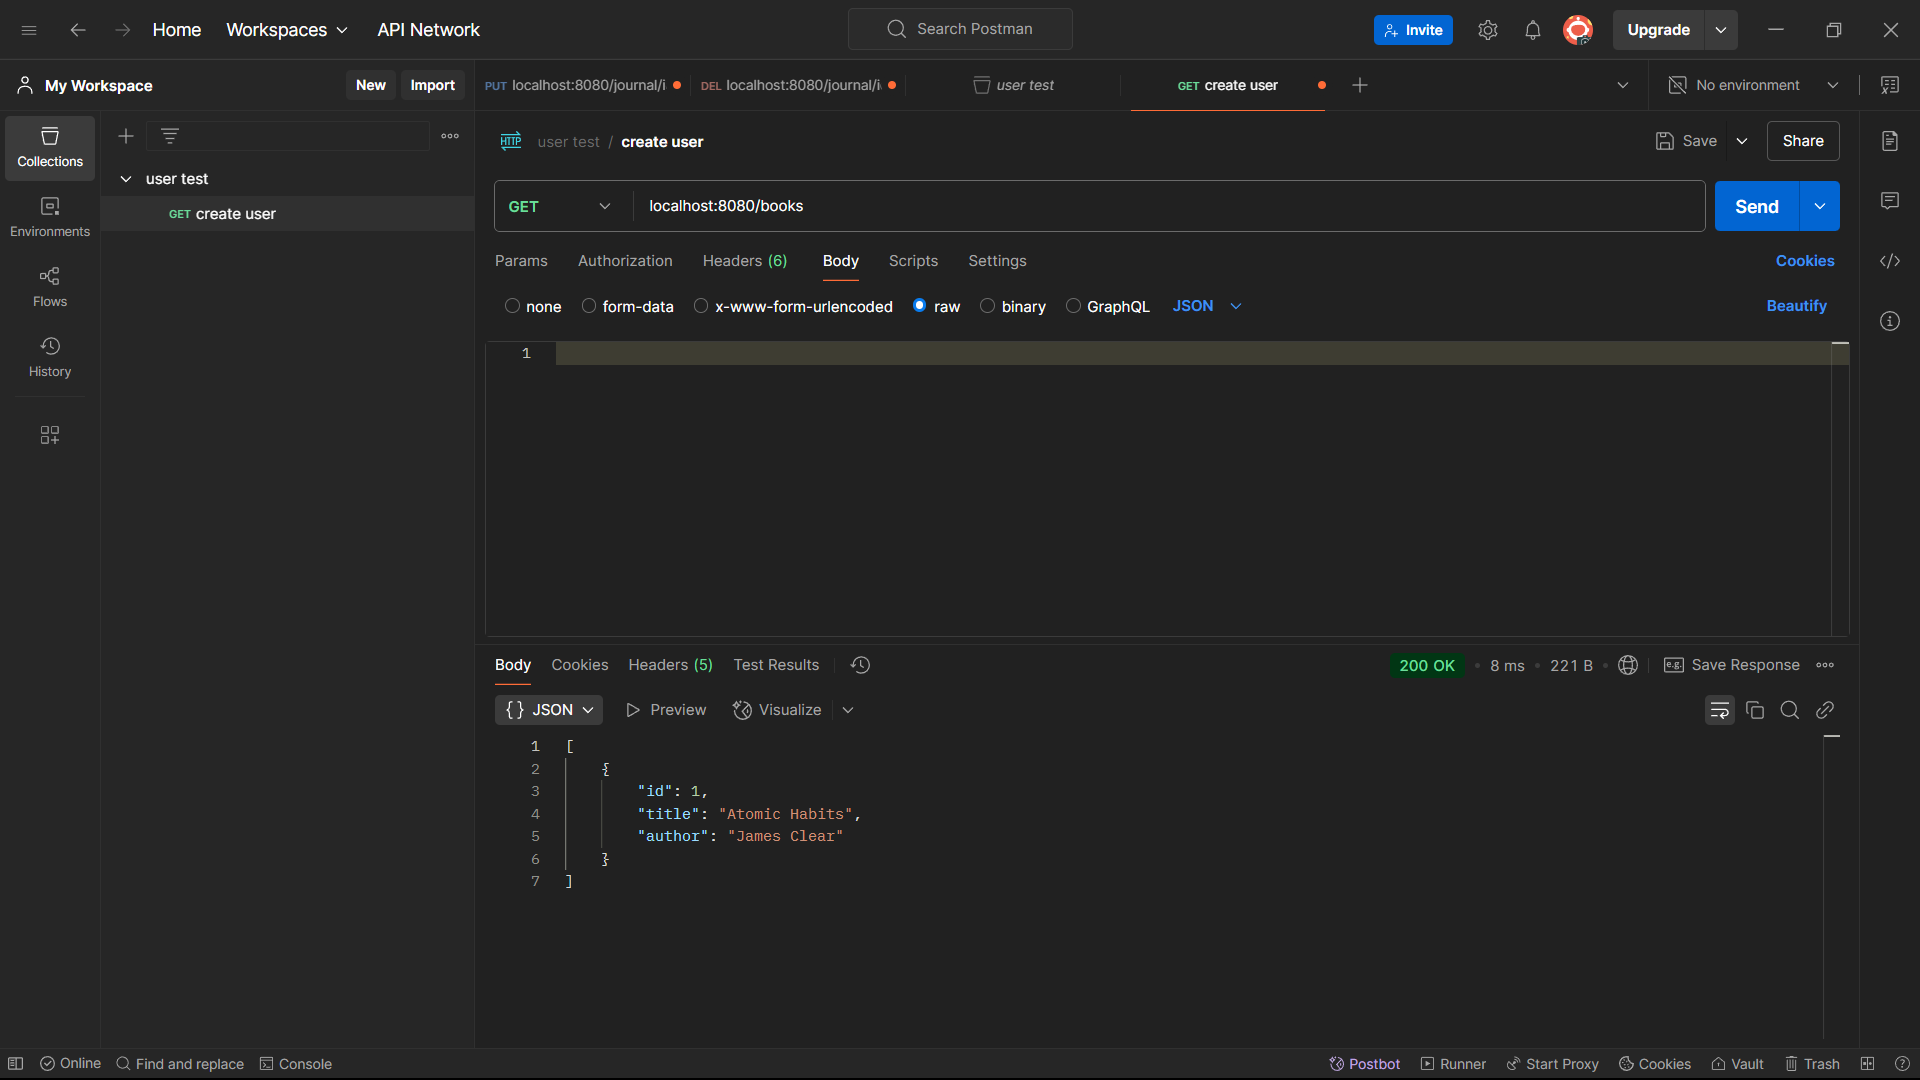 Home Workspaces API Network Search Postman Invite Upgrade
My Workspace New Import PUT localhost:8080/journal/i DEL localhost:8080/journal/i user test GET create user No environment
Collections
Environments
Flows
History
user test
GET create user
HTTP user test / create user Save Share
GET localhost:8080/books Send
Params Authorization Headers (6) Body Scripts Settings Cookies
none form-data x-www-form-urlencoded raw binary GraphQL JSON Beautify
1
Body Cookies Headers (5) Test Results 200 OK • 8 ms • 221 B • e.g. Save Response
{} JSON Preview Visualize
1 [
2 {
3 "id": 1,
4 "title": "Atomic Habits",
5 "author": "James Clear"
6 }
7 ]
Online Find and replace Console Postbot Runner Start Proxy Cookies Vault Trash